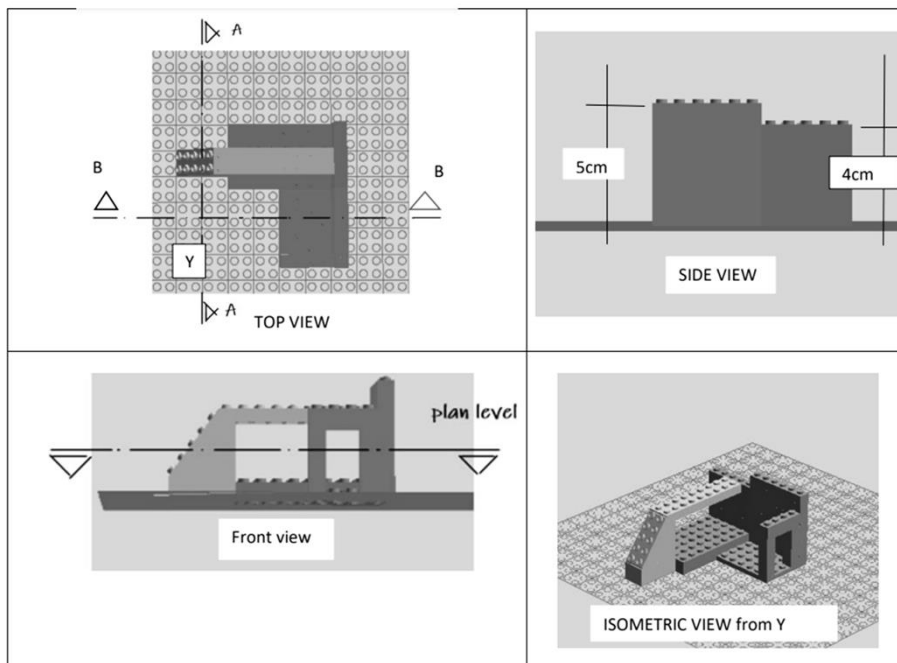 A
B
B
Y
A
TOP VIEW
5cm
4cm
SIDE VIEW
plan level
Front view
ISOMETRIC VIEW from Y